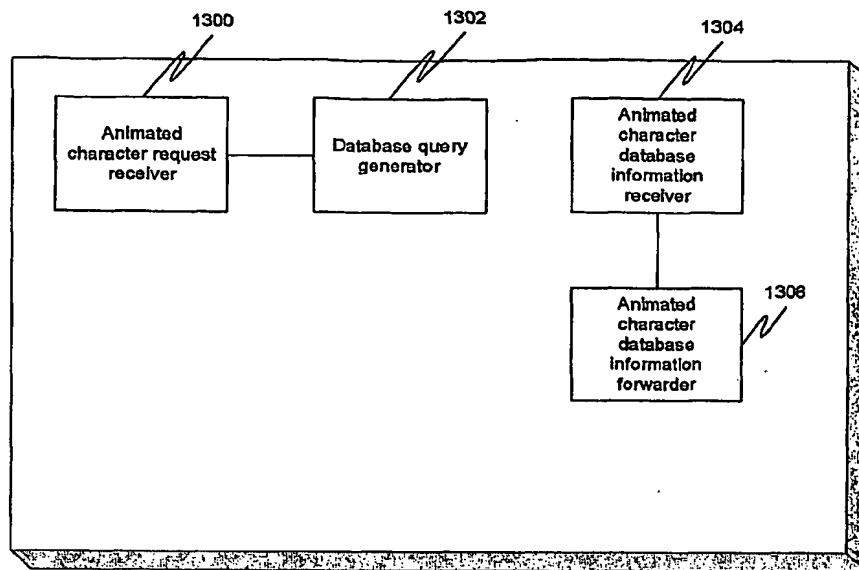 1300
1302
1304
Animated
character request
receiver
Database query
generator
Animated
character
database
information
receiver
1306
Animated
character
database
information
forwarder